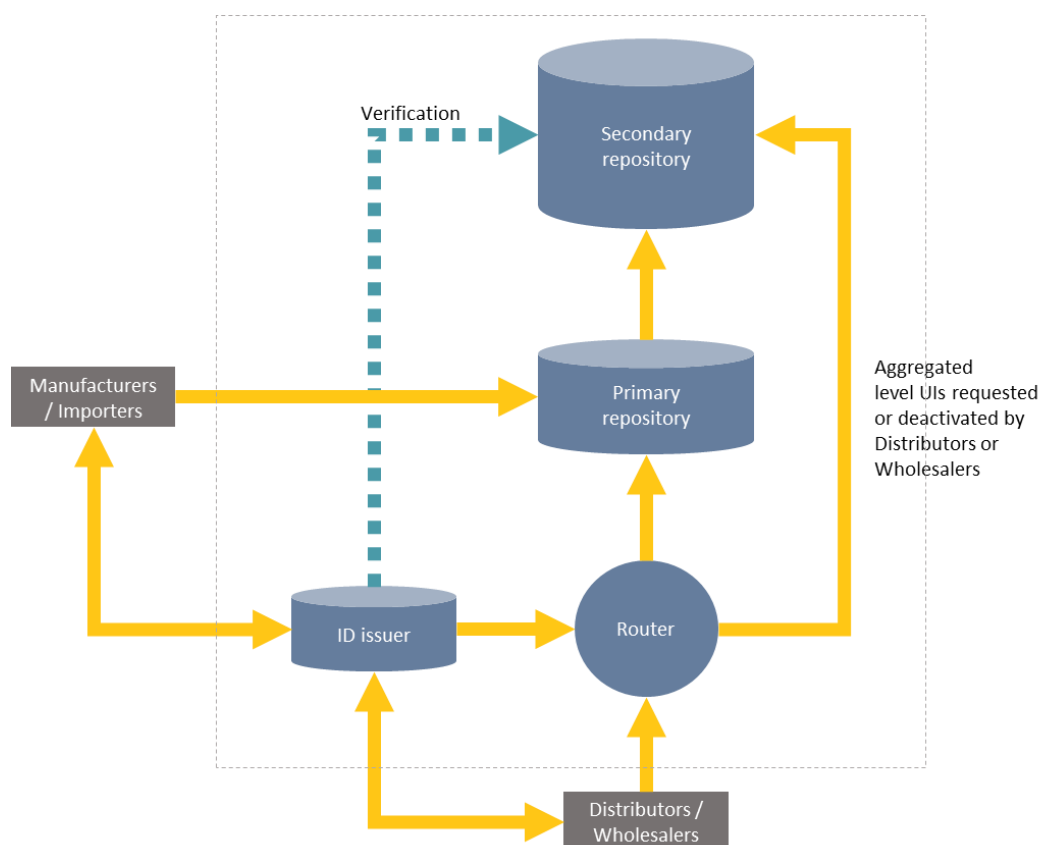 Verification
Secondary
repository
Manufacturers
/ Importers
Primary
repository
Aggregated
level UIs requested
or deactivated by
Distributors or
Wholesalers
ID issuer
Router
Distributors /
Wholesalers